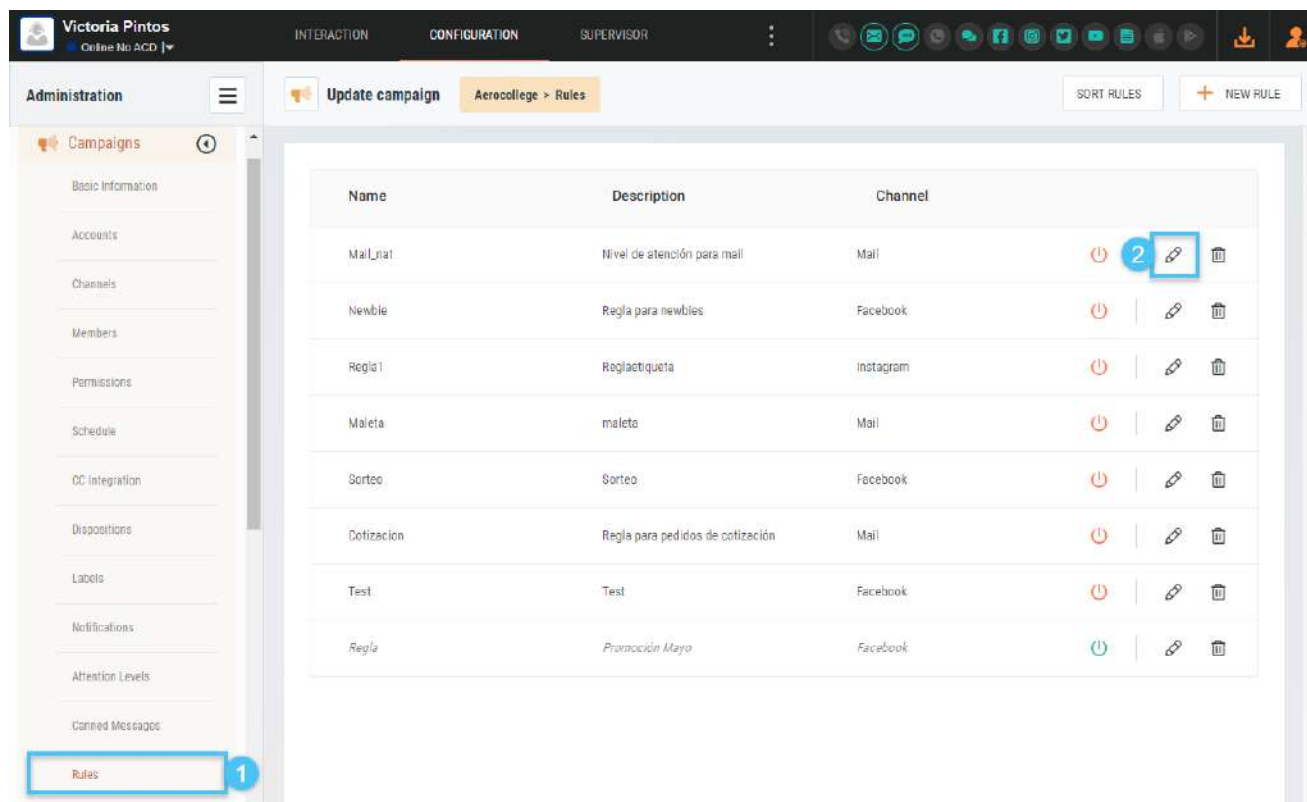 Victoria Pintos
Online No ACD
INTERACTION CONFIGURATION SUPERVISOR
Administration
Update campaign Aerocollege > Rules SORT RULES + NEW RULE
Campaigns
Basic Information
Accounts
Channels
Members
Permissions
Schedule
CC Integration
Dispositions
Labels
Notifications
Attention Levels
Canned Messages
Rules 1
Name Description Channel
Mail_nat Nivel de atención para mail Mail 2
Newbie Regla para newbies Facebook
Regla1 Reglaetiqueta Instagram
Maleta maleta Mail
Sorteo Sorteo Facebook
Cotizacion Regla para pedidos de cotización Mail
Test Test Facebook
Regla Promoción Mayo Facebook